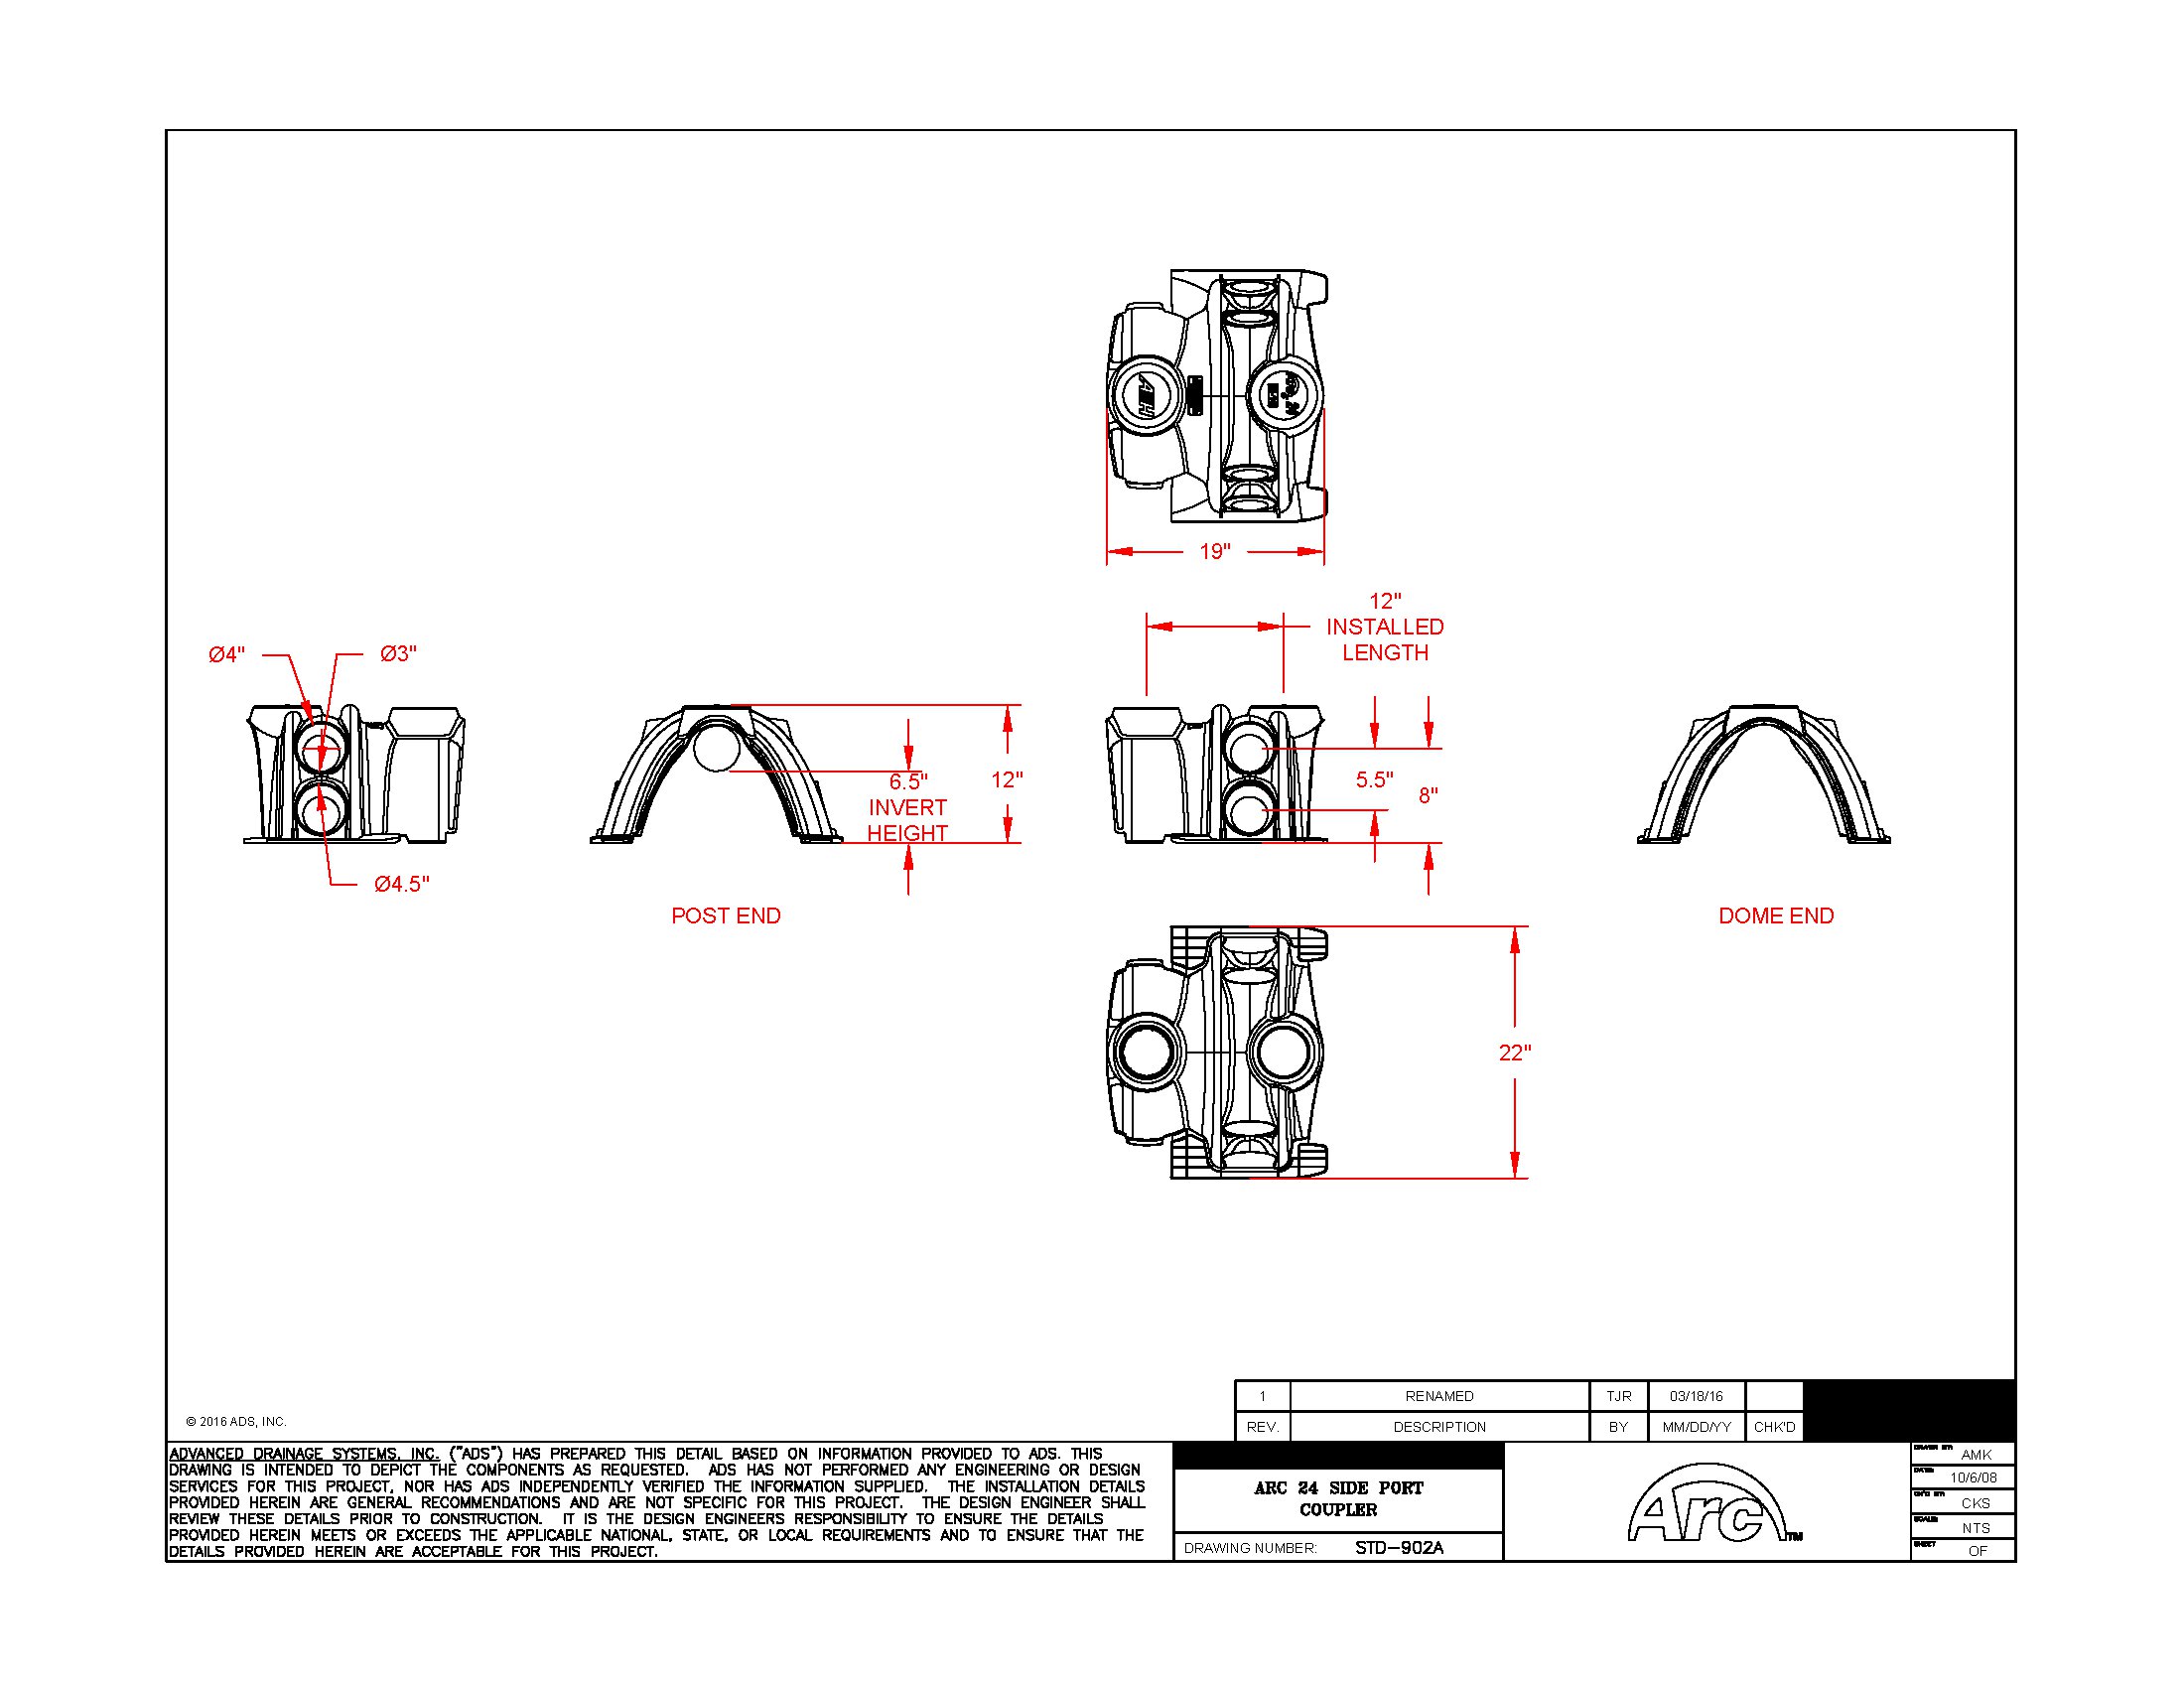 19"
12"
INSTALLED
LENGTH
Ø4"
Ø3"
6.5"
INVERT
HEIGHT
12"
5.5"
8"
Ø4.5"
POST END
DOME END
22"
1 RENAMED TJR 03/18/16
REV. DESCRIPTION BY MM/DD/YY CHK'D
© 2016 ADS, INC.
ADVANCED DRAINAGE SYSTEMS, INC. ("ADS") HAS PREPARED THIS DETAIL BASED ON INFORMATION PROVIDED TO ADS. THIS
DRAWING IS INTENDED TO DEPICT THE COMPONENTS AS REQUESTED. ADS HAS NOT PERFORMED ANY ENGINEERING OR DESIGN
SERVICES FOR THIS PROJECT, NOR HAS ADS INDEPENDENTLY VERIFIED THE INFORMATION SUPPLIED. THE INSTALLATION DETAILS
PROVIDED HEREIN ARE GENERAL RECOMMENDATIONS AND ARE NOT SPECIFIC FOR THIS PROJECT. THE DESIGN ENGINEER SHALL
REVIEW THESE DETAILS PRIOR TO CONSTRUCTION. IT IS THE DESIGN ENGINEERS RESPONSIBILITY TO ENSURE THE DETAILS
PROVIDED HEREIN MEETS OR EXCEEDS THE APPLICABLE NATIONAL, STATE, OR LOCAL REQUIREMENTS AND TO ENSURE THAT THE
DETAILS PROVIDED HEREIN ARE ACCEPTABLE FOR THIS PROJECT.
ARC 24 SIDE PORT
COUPLER
DRAWING NUMBER: STD-902A
Arc TM
AMK
DATE: 10/6/08
CKS
SCALE: NTS
SHEET OF